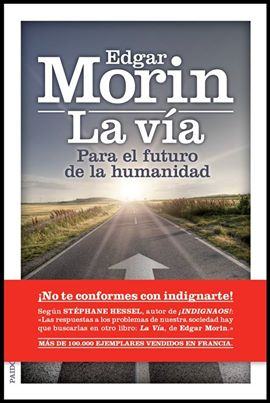 Edgar
Morin
La vía
Para el futuro
de la humanidad
¡No te conformes con indignarte!
Según STÉPHANE HESSEL, autor de ¡INDIGNAOS!:
«Las respuestas a los problemas de nuestra sociedad hay
que buscarlas en otro libro: La Vía, de Edgar Morin.»
MÁS DE 100.000 EJEMPLARES VENDIDOS EN FRANCIA.
PAIDÓS